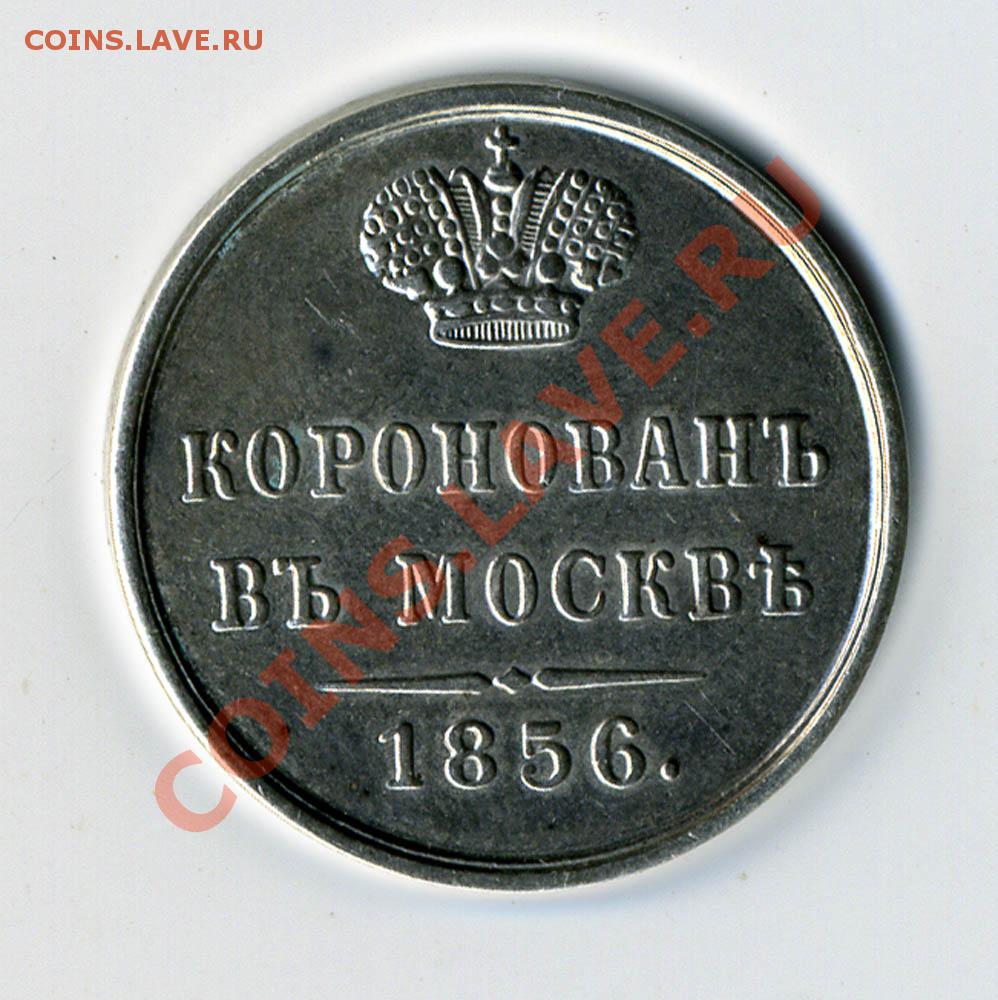 COINS.LAVE.RU
КОРОНОВАНЪ
ВЪ МОСКВѢ
1856.
COINS.LAVE.RU